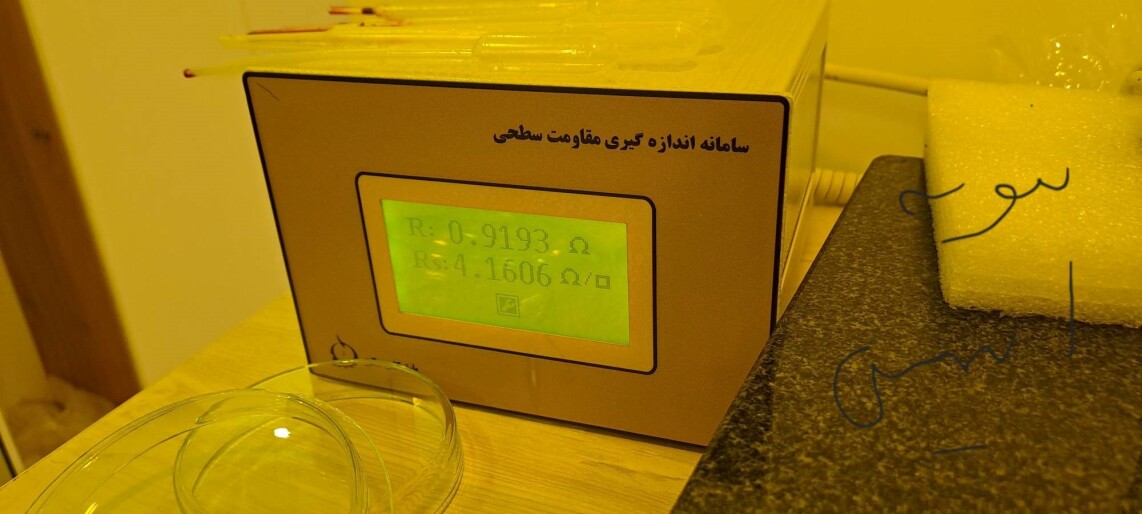 سامانه اندازه گیری مقاومت سطحی
R: 0.9193 Ω
Rs:4.1606 Ω/□